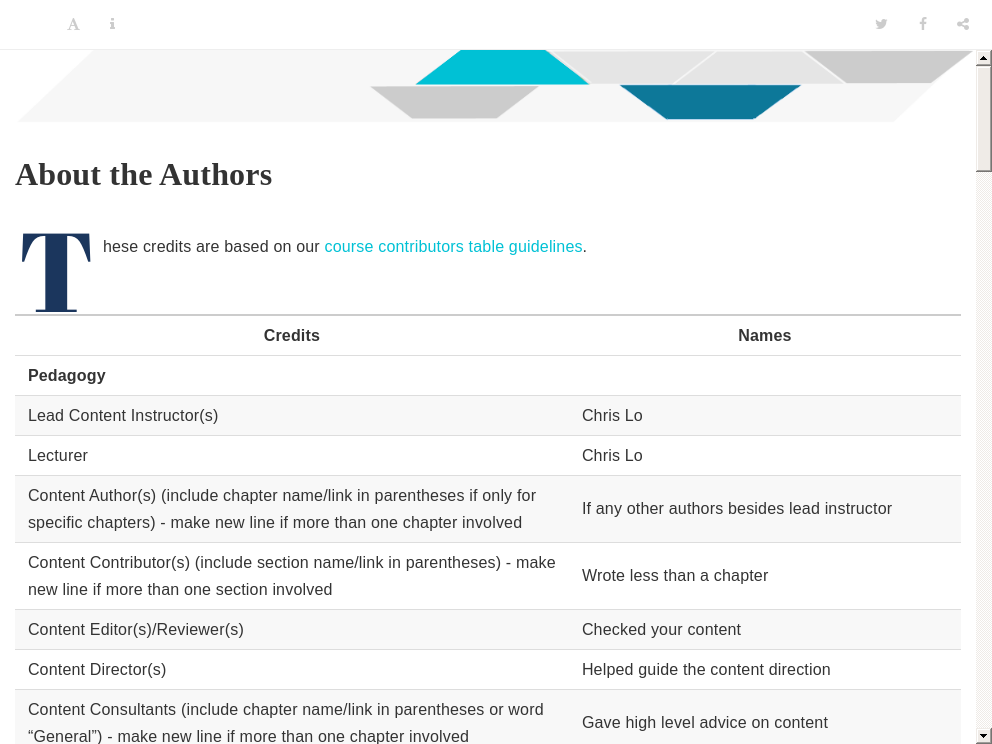 About the Authors
These credits are based on our course contributors table guidelines.
Credits Names
Pedagogy
Lead Content Instructor(s) Chris Lo
Lecturer Chris Lo
Content Author(s) (include chapter name/link in parentheses if only for
specific chapters) - make new line if more than one chapter involved
If any other authors besides lead instructor
Content Contributor(s) (include section name/link in parentheses) - make
new line if more than one section involved
Wrote less than a chapter
Content Editor(s)/Reviewer(s) Checked your content
Content Director(s) Helped guide the content direction
Content Consultants (include chapter name/link in parentheses or word
“General”) - make new line if more than one chapter involved
Gave high level advice on content